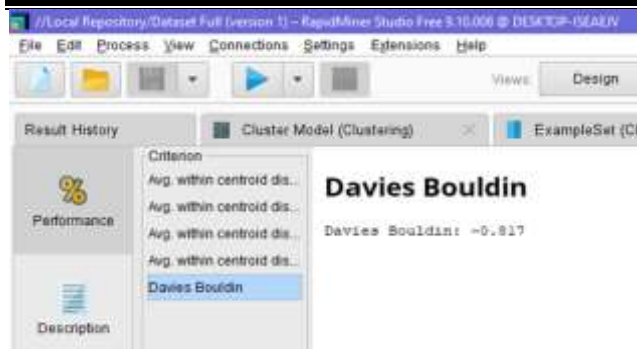 //Local Repository/Dataset Full (version 1) – RapidMiner Studio Free 9.10.008 @ DESKTOP-
File Edit Process View Connections Settings Extensions Help
Views: Design
Result History Cluster Model (Clustering) ExampleSet (Cl
Criterion
Avg. within centroid dis...
Avg. within centroid dis...
Avg. within centroid dis...
Avg. within centroid dis...
Davies Bouldin
%
Performance
Description
Davies Bouldin
Davies Bouldin: -0.817